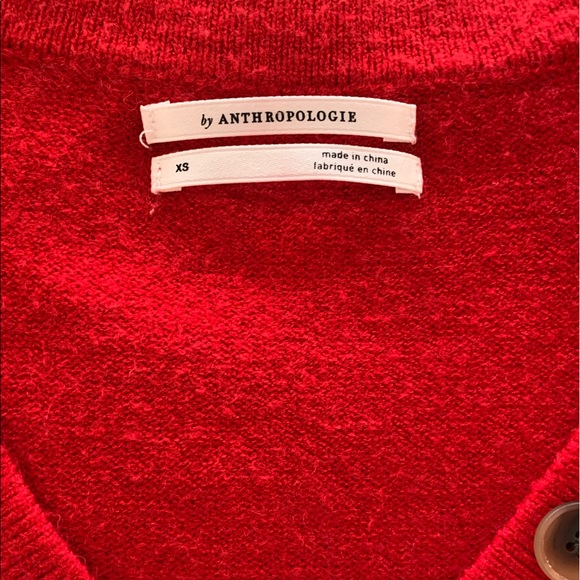 by ANTHROPOLOGIE
XS
made in china
fabriqué en chine